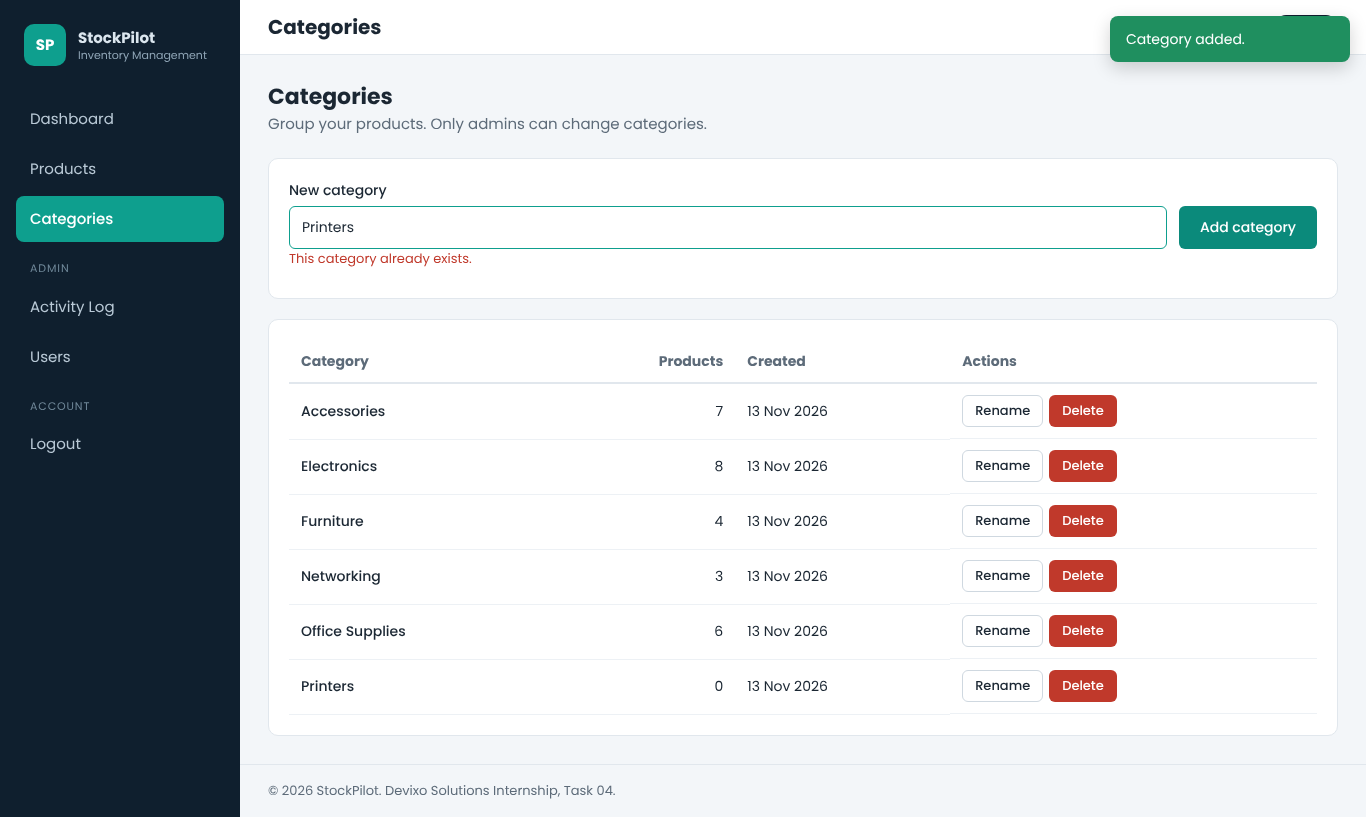 SP
StockPilot
Inventory Management
Dashboard
Products
Categories
ADMIN
Activity Log
Users
ACCOUNT
Logout
Categories
Category added.
Categories
Group your products. Only admins can change categories.
New category
Printers
Add category
This category already exists.
Category Products Created Actions
Accessories 7 13 Nov 2026 Rename Delete
Electronics 8 13 Nov 2026 Rename Delete
Furniture 4 13 Nov 2026 Rename Delete
Networking 3 13 Nov 2026 Rename Delete
Office Supplies 6 13 Nov 2026 Rename Delete
Printers 0 13 Nov 2026 Rename Delete
© 2026 StockPilot. Devixo Solutions Internship, Task 04.